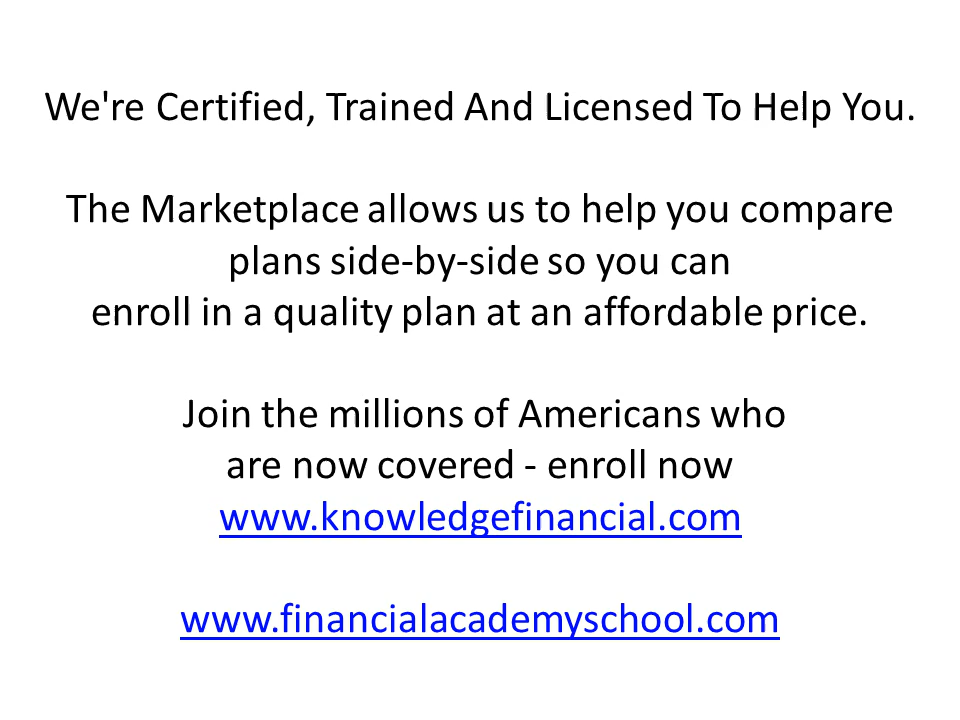 We're Certified, Trained And Licensed To Help You.
The Marketplace allows us to help you compare
plans side-by-side so you can
enroll in a quality plan at an affordable price.
Join the millions of Americans who
are now covered - enroll now
www.knowledgefinancial.com
www.financialacademyschool.com